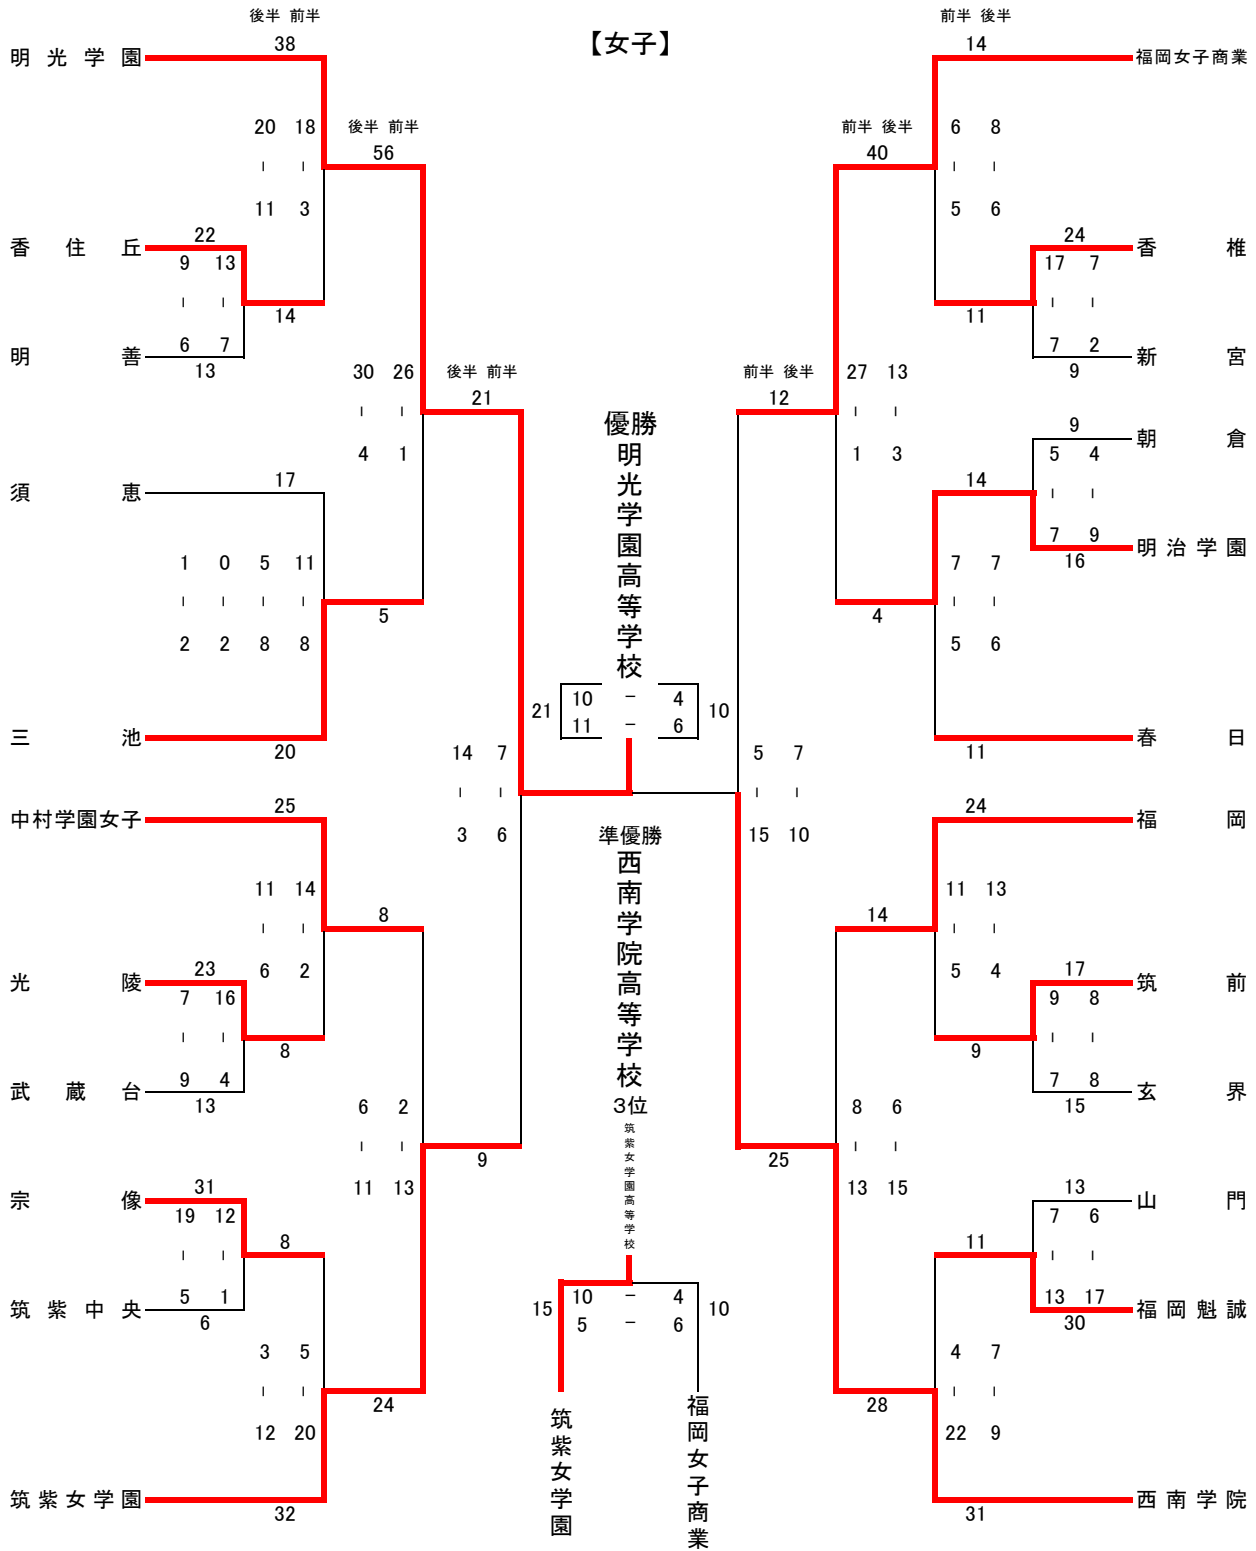 【女子】
後半 前半
前半 後半
明光学園
38
14
福岡女子商業
20 18
後半 前半
前半 後半
6 8
56
40
11 3
5 6
香住丘
22
24
香椎
9 13
17 7
14
11
6 7
7 2
明善
13
9
新宮
30 26
後半 前半
前半 後半
27 13
21
12
4 1
1 3
優勝
明光学園高等学校
9
朝倉
5 4
須恵
17
14
7 9
明治学園
16
1 0 5 11
7 7
5
4
2 2 8 8
5 6
21
10 - 4
11 - 6
10
三池
20
11
春日
14 7
5 7
3 6
15 10
中村学園女子
25
24
福岡
準優勝
西南学院高等学校
11 14
11 13
8
14
6 2
5 4
光陵
23
17
筑前
7 16
9 8
8
9
9 4
7 8
武蔵台
13
15
玄界
6 2
8 6
3位
筑紫女学園高等学校
9
25
11 13
13 15
宗像
31
13
山門
19 12
7 6
8
11
5 1
13 17
筑紫中央
6
30
福岡魁誠
15
10 - 4
5 - 6
10
3 5
4 7
24
28
12 20
22 9
筑紫女学園
福岡女子商業
筑紫女学園
32
31
西南学院